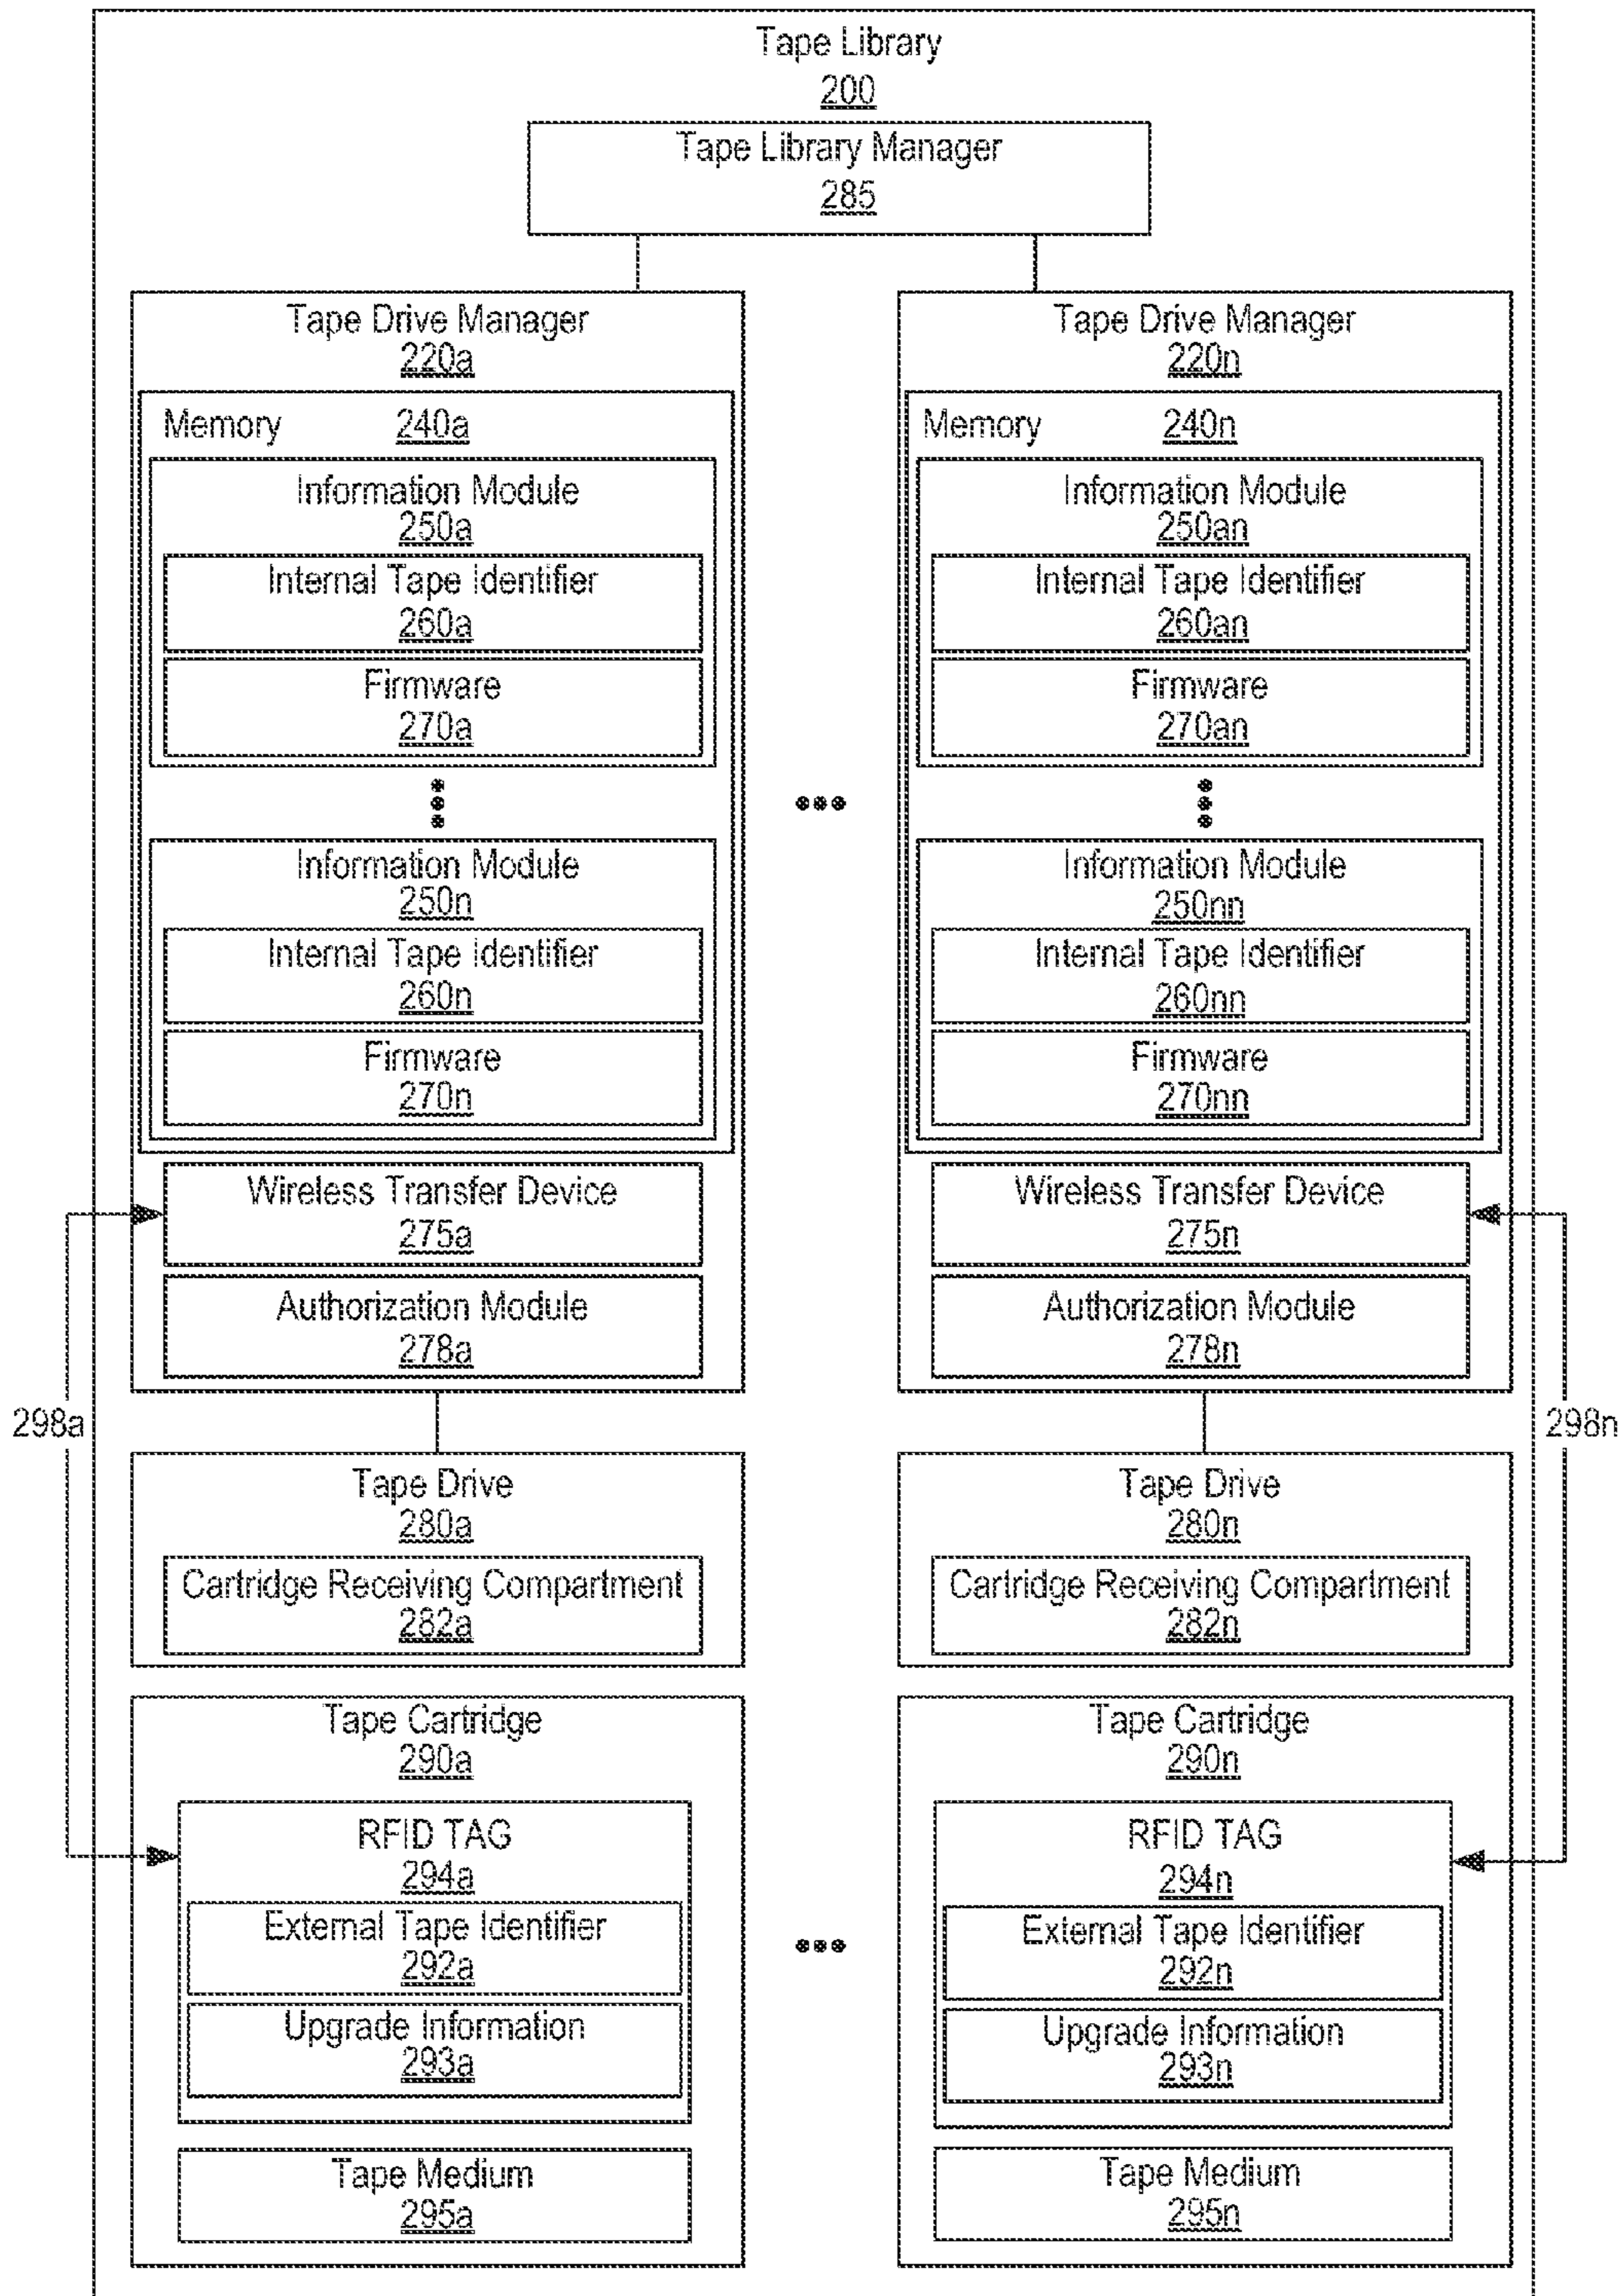 Tape Library
200
Tape Library Manager
285
Tape Drive Manager
220a
Memory 240a
Information Module
250a
Internal Tape Identifier
260a
Firmware
270a
Information Module
250n
Internal Tape Identifier
260n
Firmware
270n
Wireless Transfer Device
275a
Authorization Module
278a
298a
Tape Drive
280a
Cartridge Receiving Compartment
282a
Tape Cartridge
290a
RFID TAG
294a
External Tape Identifier
292a
Upgrade Information
293a
Tape Medium
295a
Tape Drive Manager
220n
Memory 240n
Information Module
250an
Internal Tape Identifier
260an
Firmware
270an
Information Module
250nn
Internal Tape Identifier
260nn
Firmware
270nn
Wireless Transfer Device
275n
Authorization Module
278n
298n
Tape Drive
280n
Cartridge Receiving Compartment
282n
Tape Cartridge
290n
RFID TAG
294n
External Tape Identifier
292n
Upgrade Information
293n
Tape Medium
295n